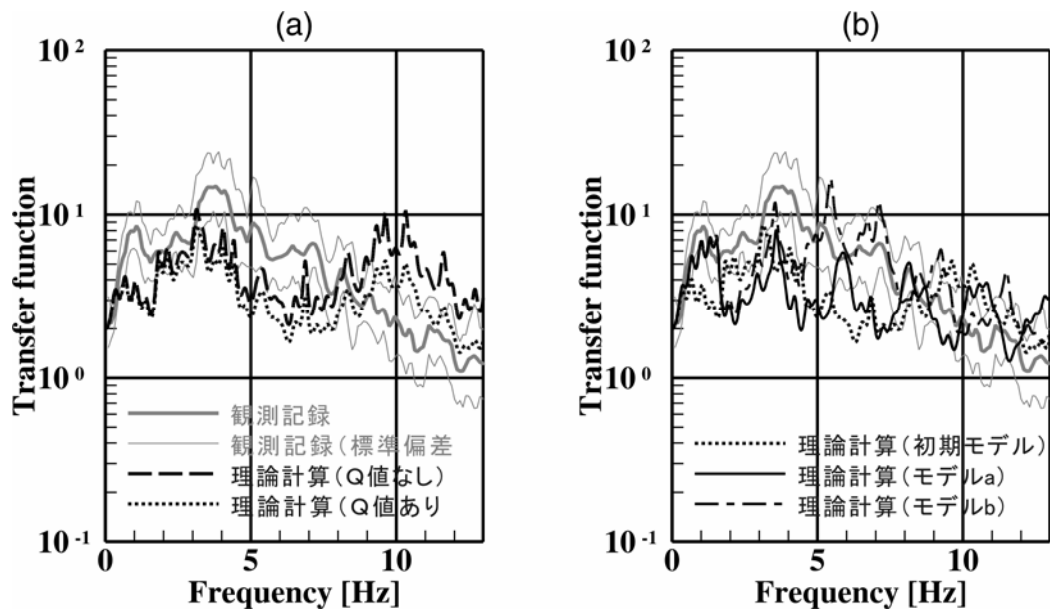 (a)
10²
10¹
10⁰
10⁻¹
Transfer function
観測記録
観測記録(標準偏差
理論計算(Q値なし)
理論計算(Q値あり
0 5 10
Frequency [Hz]
(b)
10²
10¹
10⁰
10⁻¹
Transfer function
理論計算(初期モデル)
理論計算(モデルa)
理論計算(モデルb)
0 5 10
Frequency [Hz]